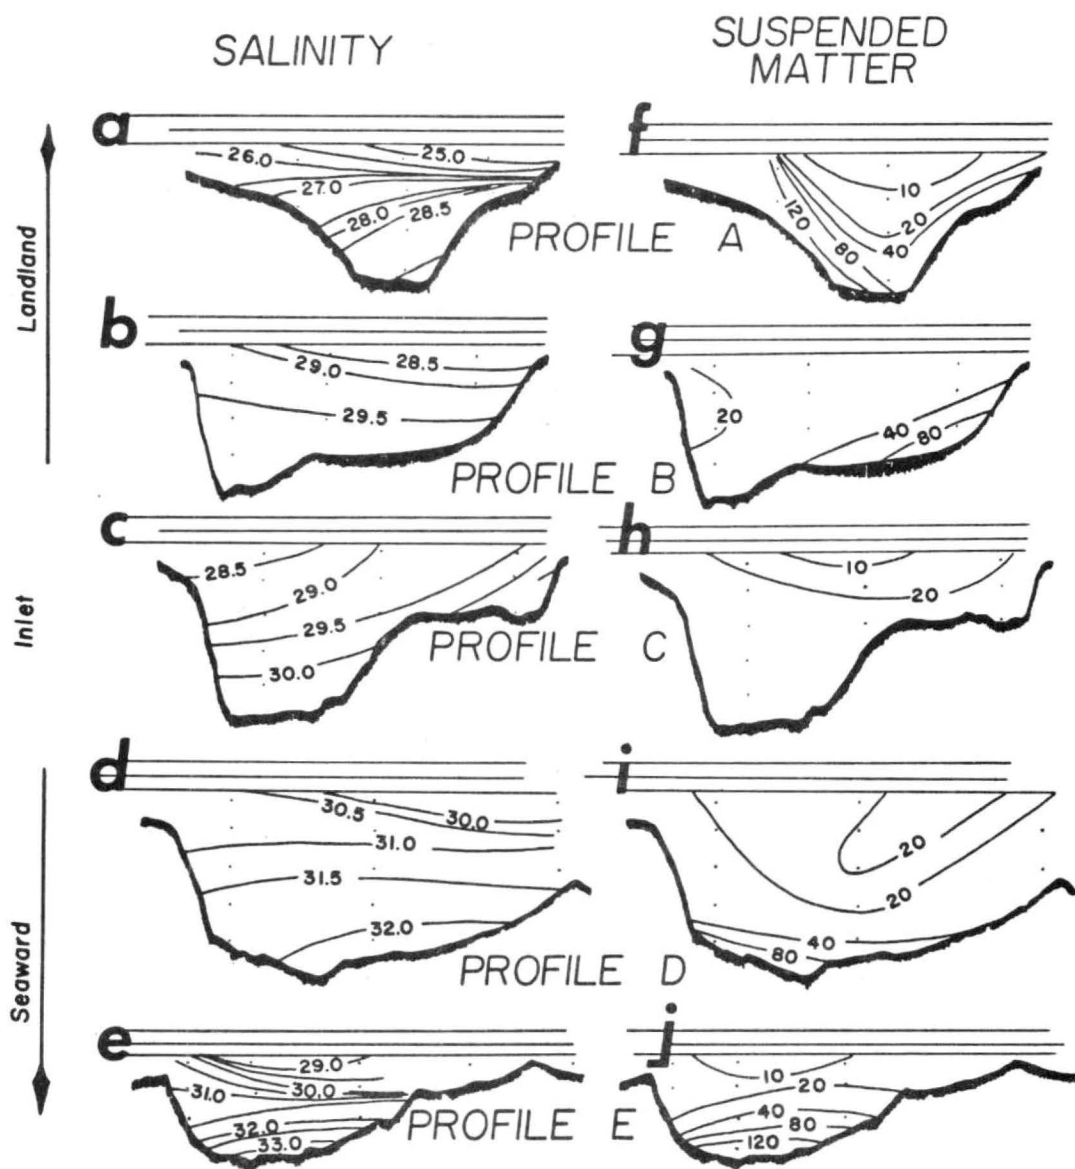 SALINITY
SUSPENDED
MATTER
a
26.0
25.0
27.0
28.0
28.5
f
10
20
40
80
120
PROFILE A
Landland
b
29.0
28.5
29.5
g
20
40
80
PROFILE B
Inlet
c
28.5
29.0
29.5
30.0
h
10
20
PROFILE C
Seaward
d
30.5
30.0
31.0
31.5
32.0
i
20
20
40
80
PROFILE D
e
29.0
30.0
31.0
32.0
33.0
j
10
20
40
80
120
PROFILE E